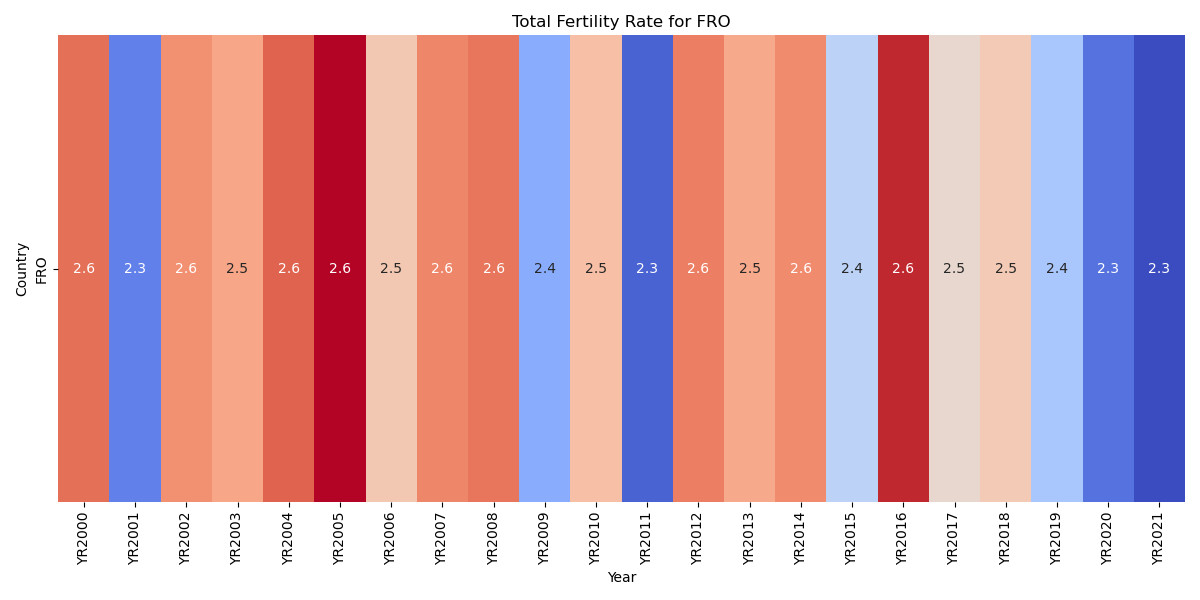 Total Fertility Rate for FRO
Country
FRO
2.6 2.3 2.6 2.5 2.6 2.6 2.5 2.6 2.6 2.4 2.5 2.3 2.6 2.5 2.6 2.4 2.6 2.5 2.5 2.4 2.3 2.3
YR2000 YR2001 YR2002 YR2003 YR2004 YR2005 YR2006 YR2007 YR2008 YR2009 YR2010 YR2011 YR2012 YR2013 YR2014 YR2015 YR2016 YR2017 YR2018 YR2019 YR2020 YR2021
Year